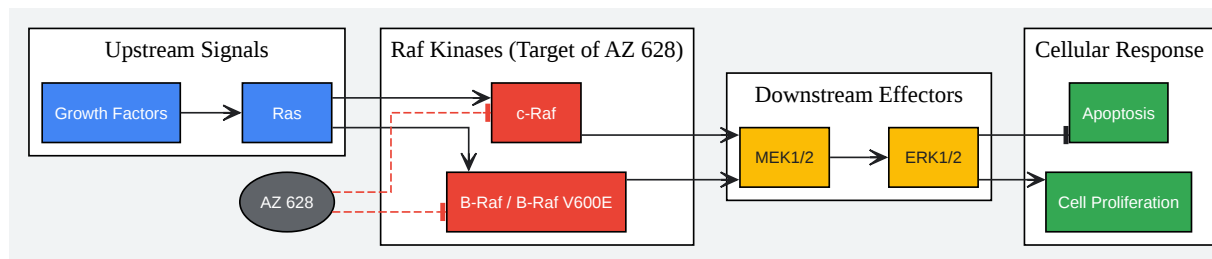 Upstream Signals
Growth Factors
Ras
AZ 628
Raf Kinases (Target of AZ 628)
c-Raf
B-Raf / B-Raf V600E
Downstream Effectors
MEK1/2
ERK1/2
Cellular Response
Apoptosis
Cell Proliferation